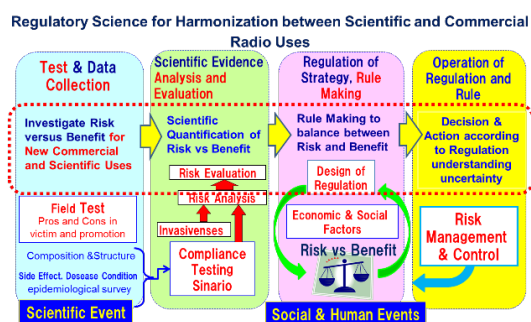 Regulatory Science for Harmonization between Scientific and Commercial
Radio Uses
Test & Data
Collection
Investigate Risk
versus Benefit for
New Commercial
and Scientific Uses
Field Test
Pros and Cons in
victim and promotion
Composition &Structure
Side Effect. Desease Condition
epidemiological survey
Scientific Event
Scientific Evidence
Analysis and
Evaluation
Scientific
Quantification of
Risk vs Benefit
Risk Evaluation
Risk Analysis
Invasivenses
Compliance
Testing
Sinario
Regulation of
Strategy, Rule
Making
Rule Making to
balance between
Risk and Benefit
Design of
Regulation
Economic & Social
Factors
Risk vs Benefit
Social & Human Events
Operation of
Regulation and
Rule
Decision &
Action according
to Regulation
understanding
uncertainty
Risk
Management
& Control